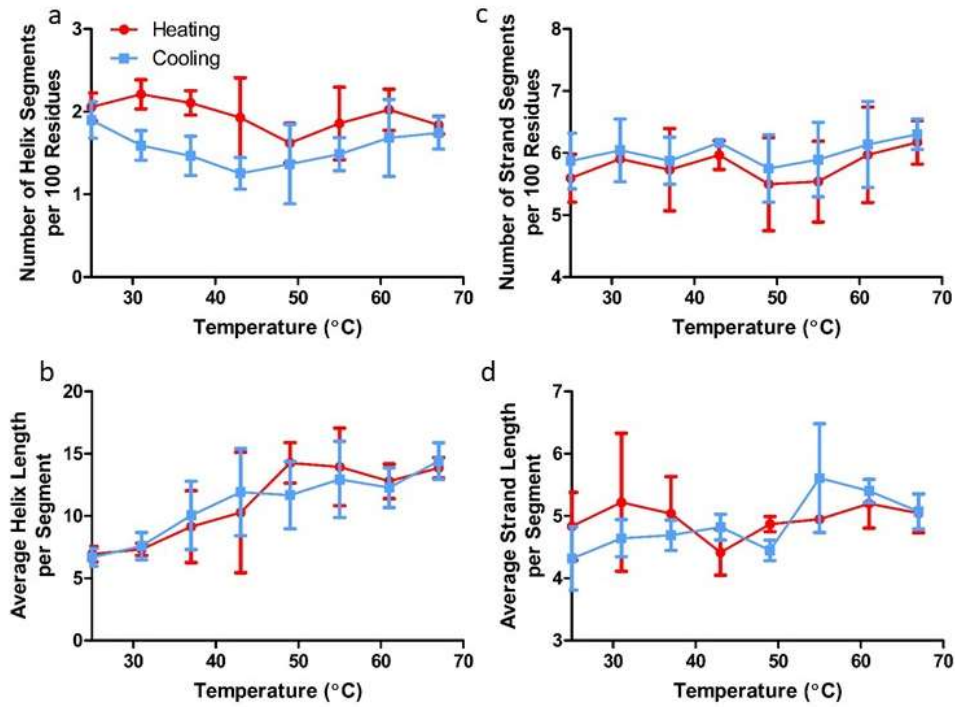 a
Number of Helix Segments
per 100 Residues
3
2
1
0
Heating
Cooling
30 40 50 60 70
Temperature (°C)
c
Number of Strand Segments
per 100 Residues
8
7
6
5
4
30 40 50 60 70
Temperature (°C)
b
Average Helix Length
per Segment
20
15
10
5
0
30 40 50 60 70
Temperature (°C)
d
Average Strand Length
per Segment
7
6
5
4
3
30 40 50 60 70
Temperature (°C)